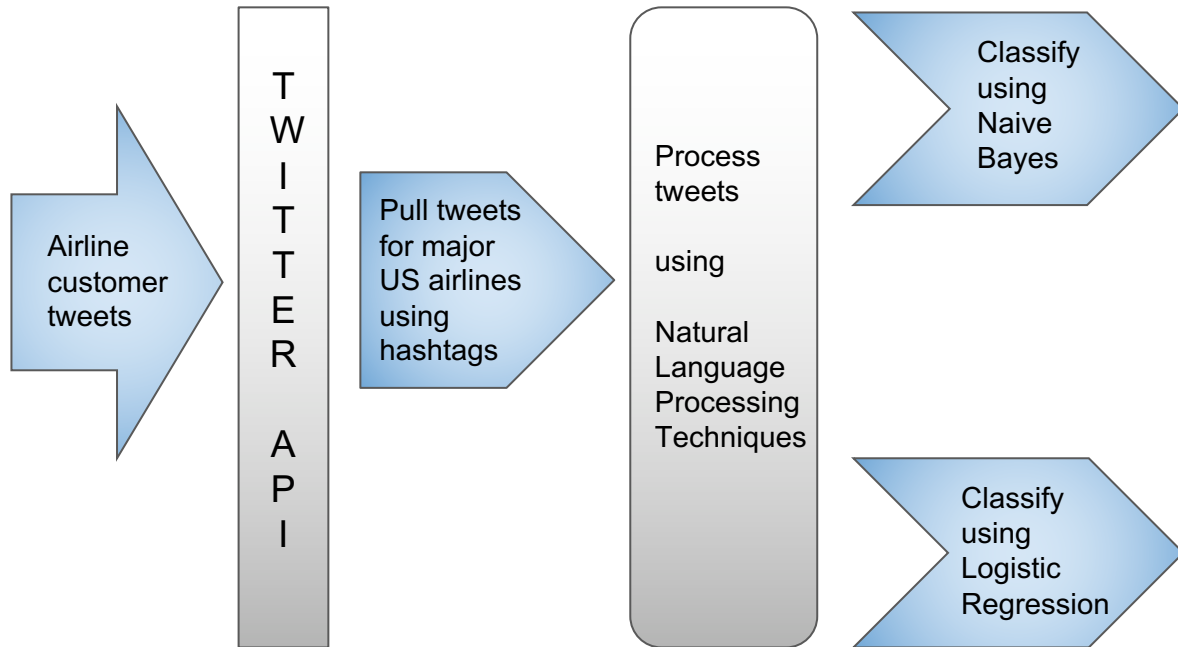 Airline
customer
tweets
T
W
I
T
T
E
R
A
P
I
Pull tweets
for major
US airlines
using
hashtags
Process
tweets
using
Natural
Language
Processing
Techniques
Classify
using
Naive
Bayes
Classify
using
Logistic
Regression